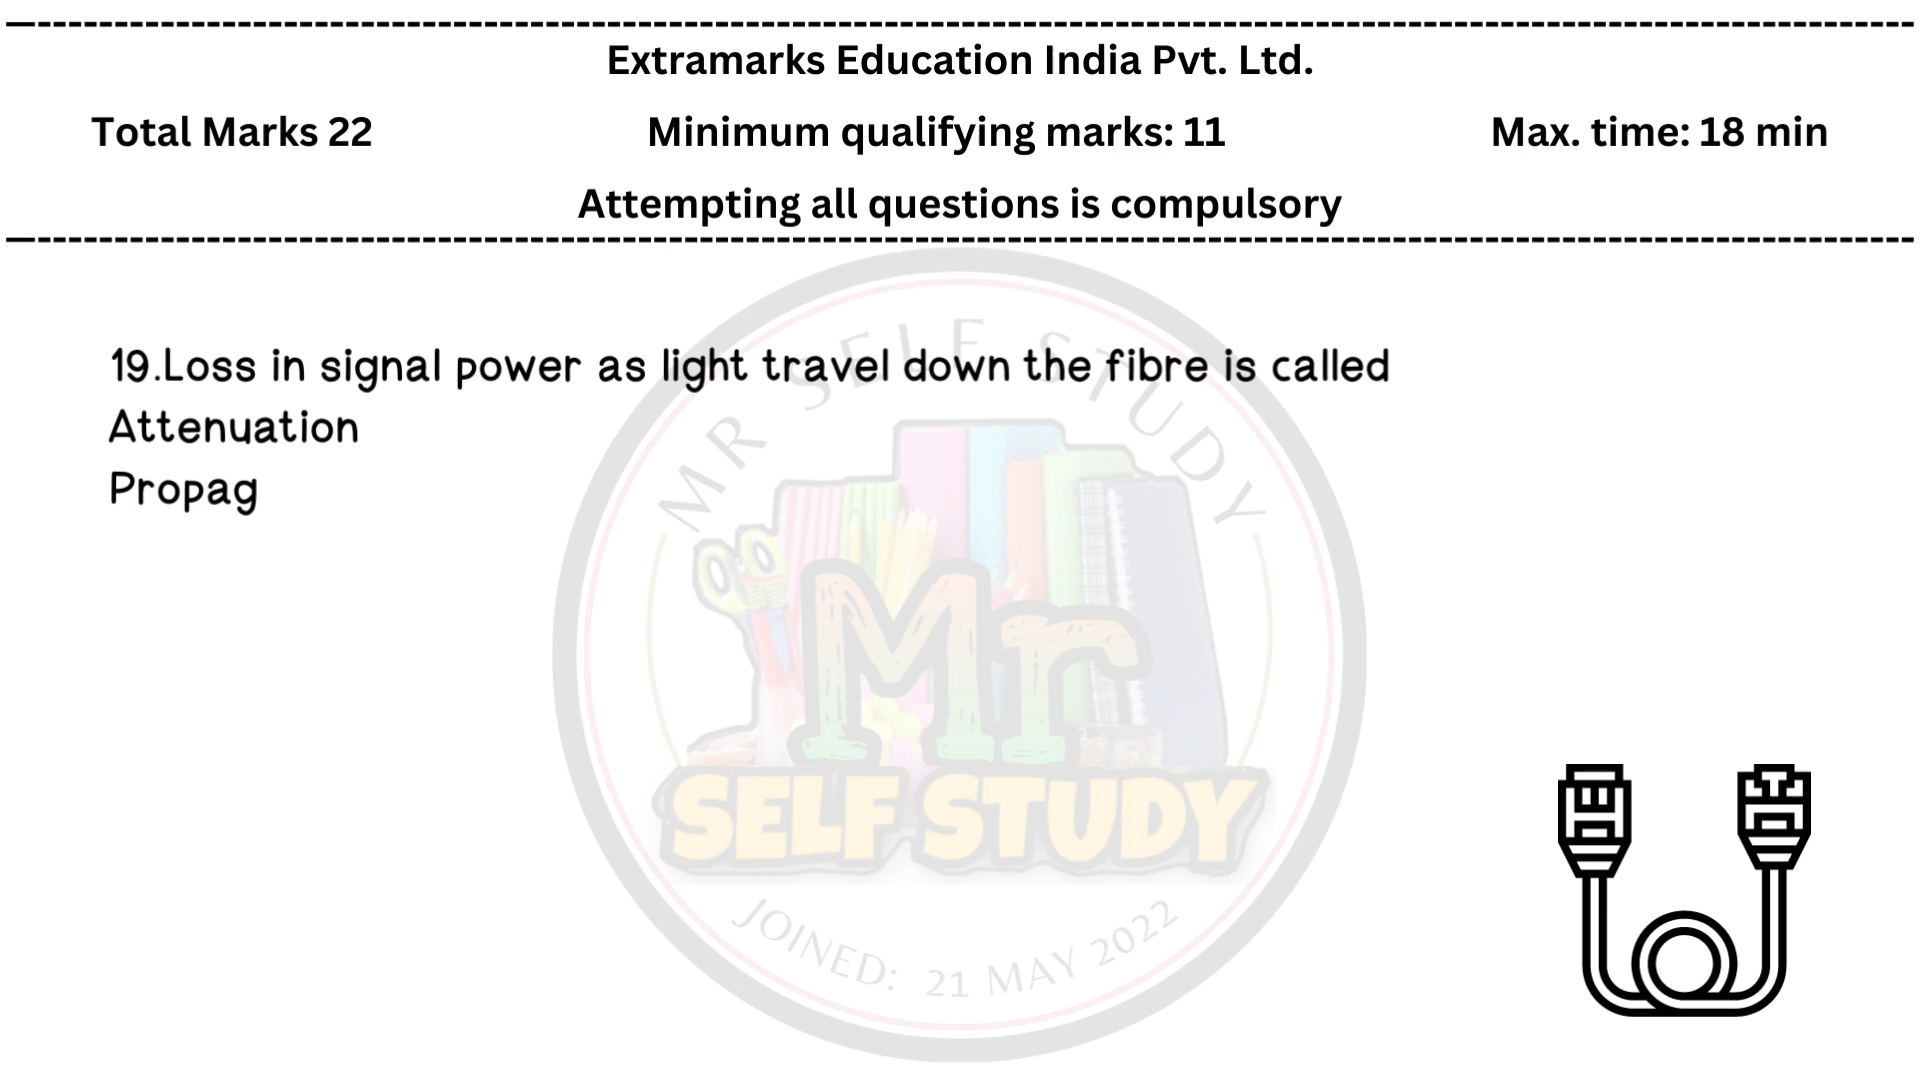 Extramarks Education India Pvt. Ltd.
Total Marks 22 Minimum qualifying marks: 11 Max. time: 18 min
Attempting all questions is compulsory
19.Loss in signal power as light travel down the fibre is called
Attenuation
Propag
MR SELF STUDY
Mr
SELF STUDY
JOINED: 21 MAY 2022